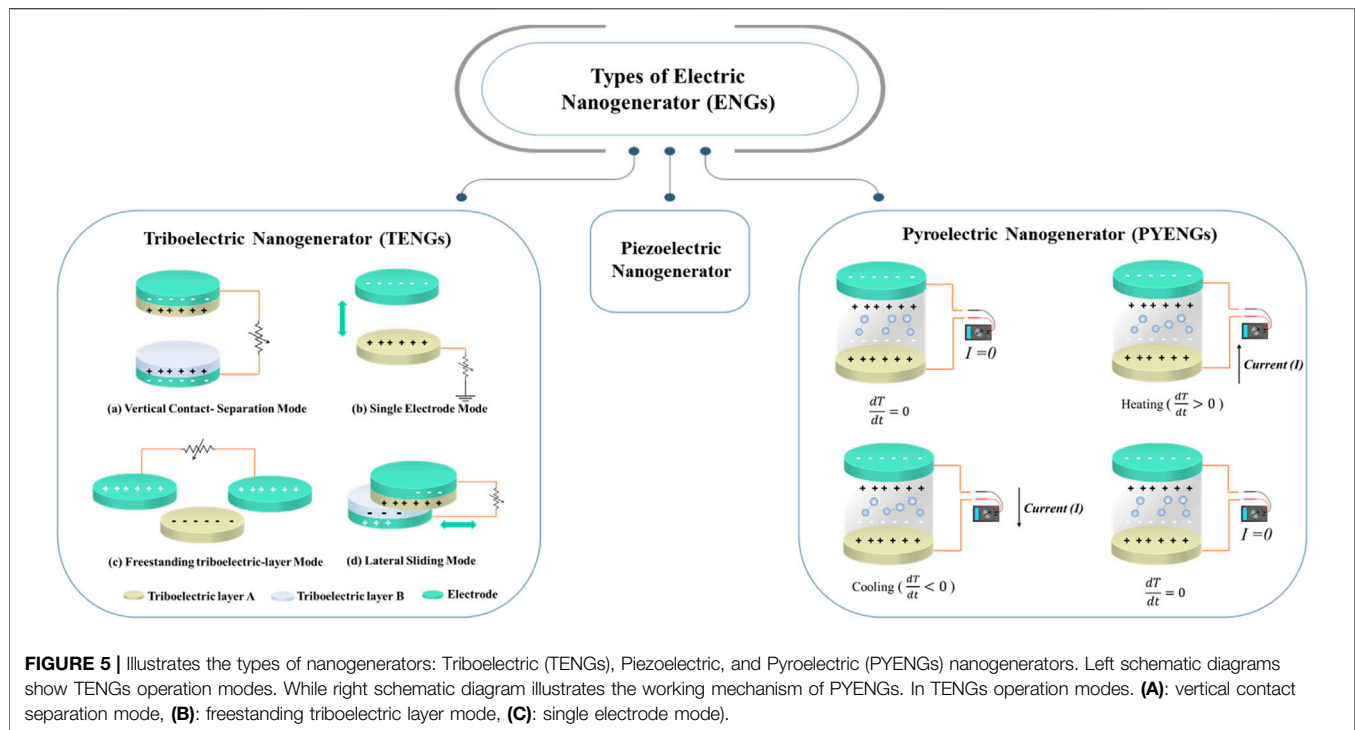 Types of Electric
Nanogenerator (ENGs)
Triboelectric Nanogenerator (TENGs)
- - - - - -
+ + + + + +
+ + + + + +
- - - - - -
(a) Vertical Contact- Separation Mode
- - - - - -
+ + + + + +
(b) Single Electrode Mode
+ + + + + +
+ + + + + +
- - - - - -
(c) Freestanding triboelectric-layer Mode
- - -
+ + + + + +
- - -
+ + +
(d) Lateral Sliding Mode
Triboelectric layer A
Triboelectric layer B
Electrode
Piezoelectric
Nanogenerator
Pyroelectric Nanogenerator (PYENGs)
- - - - - -
+ + + + + +
- - - - - -
+ + + + + +
I =0
dT/dt = 0
- - - - - -
+ + + + + +
- - - - - -
+ + + + + +
Current (I)
Heating ( dT/dt > 0 )
- - - - - -
+ + + + + +
- - - - - -
+ + + + + +
Current (I)
Cooling ( dT/dt < 0 )
- - - - - -
+ + + + + +
- - - - - -
+ + + + + +
I =0
dT/dt = 0
FIGURE 5 | Illustrates the types of nanogenerators: Triboelectric (TENGs), Piezoelectric, and Pyroelectric (PYENGs) nanogenerators. Left schematic diagrams
show TENGs operation modes. While right schematic diagram illustrates the working mechanism of PYENGs. In TENGs operation modes. (A): vertical contact
separation mode, (B): freestanding triboelectric layer mode, (C): single electrode mode).